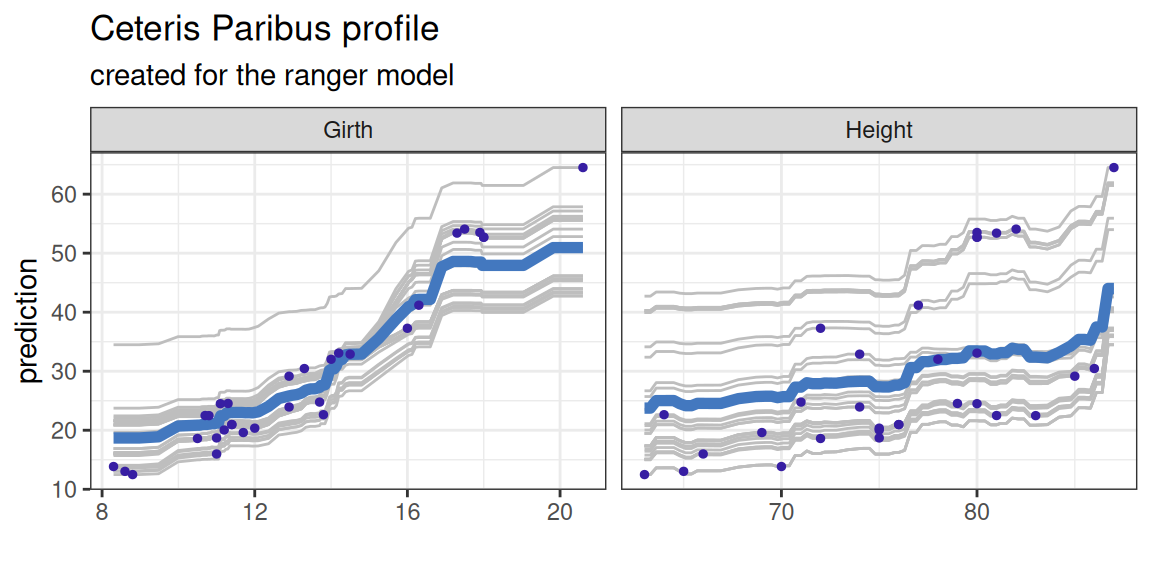 Ceteris Paribus profile
created for the ranger model
Girth
Height
prediction
60
50
40
30
20
10
8 12 16 20
70 80